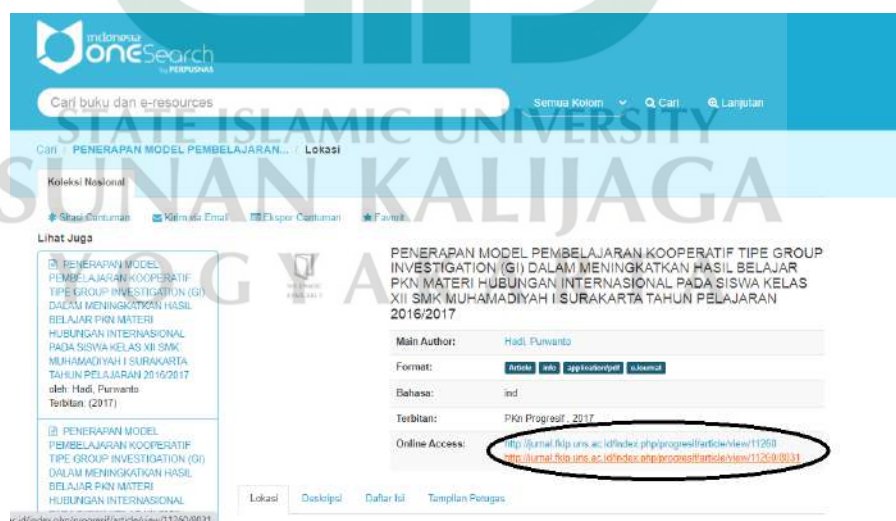 indonesia
oneSearch
by PERPUSNAS
Cari buku dan e-resources
Semua Kolom
Cari
Lanjutan
STATE ISLAMIC UNIVERSITY
Cari / PENERAPAN MODEL PEMBELAJARAN... / Lokasi
SUNAN KALIJAGA
Koleksi Nasional
Sitasi Cantuman
Kirim via Email
Ekspor Cantuman
Favorit
YOGYAKARTA
Lihat Juga
PENERAPAN MODEL
PEMBELAJARAN KOOPERATIF
TIPE GROUP INVESTIGATION (GI)
DALAM MENINGKATKAN HASIL
BELAJAR PKN MATERI
HUBUNGAN INTERNASIONAL
PADA SISWA KELAS XII SMK
MUHAMADIYAH I SURAKARTA
TAHUN PELAJARAN 2016/2017
oleh: Hadi, Purwanto
Terbitan: (2017)
PENERAPAN MODEL
PEMBELAJARAN KOOPERATIF
TIPE GROUP INVESTIGATION (GI)
DALAM MENINGKATKAN HASIL
BELAJAR PKN MATERI
HUBUNGAN INTERNASIONAL
PENERAPAN MODEL PEMBELAJARAN KOOPERATIF TIPE GROUP
INVESTIGATION (GI) DALAM MENINGKATKAN HASIL BELAJAR
PKN MATERI HUBUNGAN INTERNASIONAL PADA SISWA KELAS
XII SMK MUHAMADIYAH I SURAKARTA TAHUN PELAJARAN
2016/2017
Main Author: Hadi, Purwanto
Format: Article info application/pdf eJournal
Bahasa: ind
Terbitan: PKn Progresif , 2017
Online Access: http://jurnal.fkip.uns.ac.id/index.php/progresif/article/view/11260
http://jurnal.fkip.uns.ac.id/index.php/progresif/article/view/11260/8031
Lokasi
Deskripsi
Daftar Isi
Tampilan Petugas